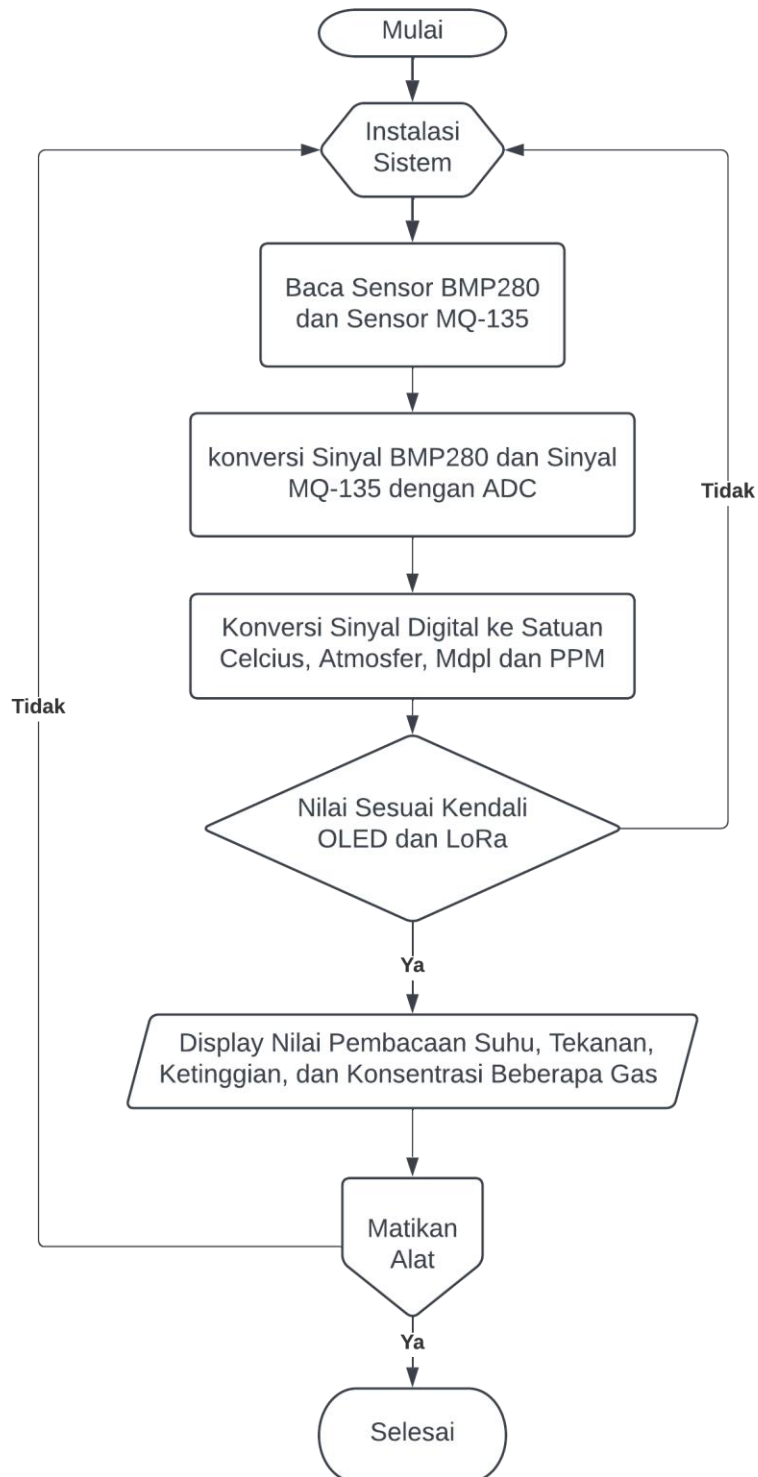 Mulai
Instalasi
Sistem
Baca Sensor BMP280
dan Sensor MQ-135
konversi Sinyal BMP280 dan Sinyal
MQ-135 dengan ADC
Tidak
Konversi Sinyal Digital ke Satuan
Celcius, Atmosfer, Mdpl dan PPM
Tidak
Nilai Sesuai Kendali
OLED dan LoRa
Ya
Display Nilai Pembacaan Suhu, Tekanan,
Ketinggian, dan Konsentrasi Beberapa Gas
Matikan
Alat
Ya
Selesai